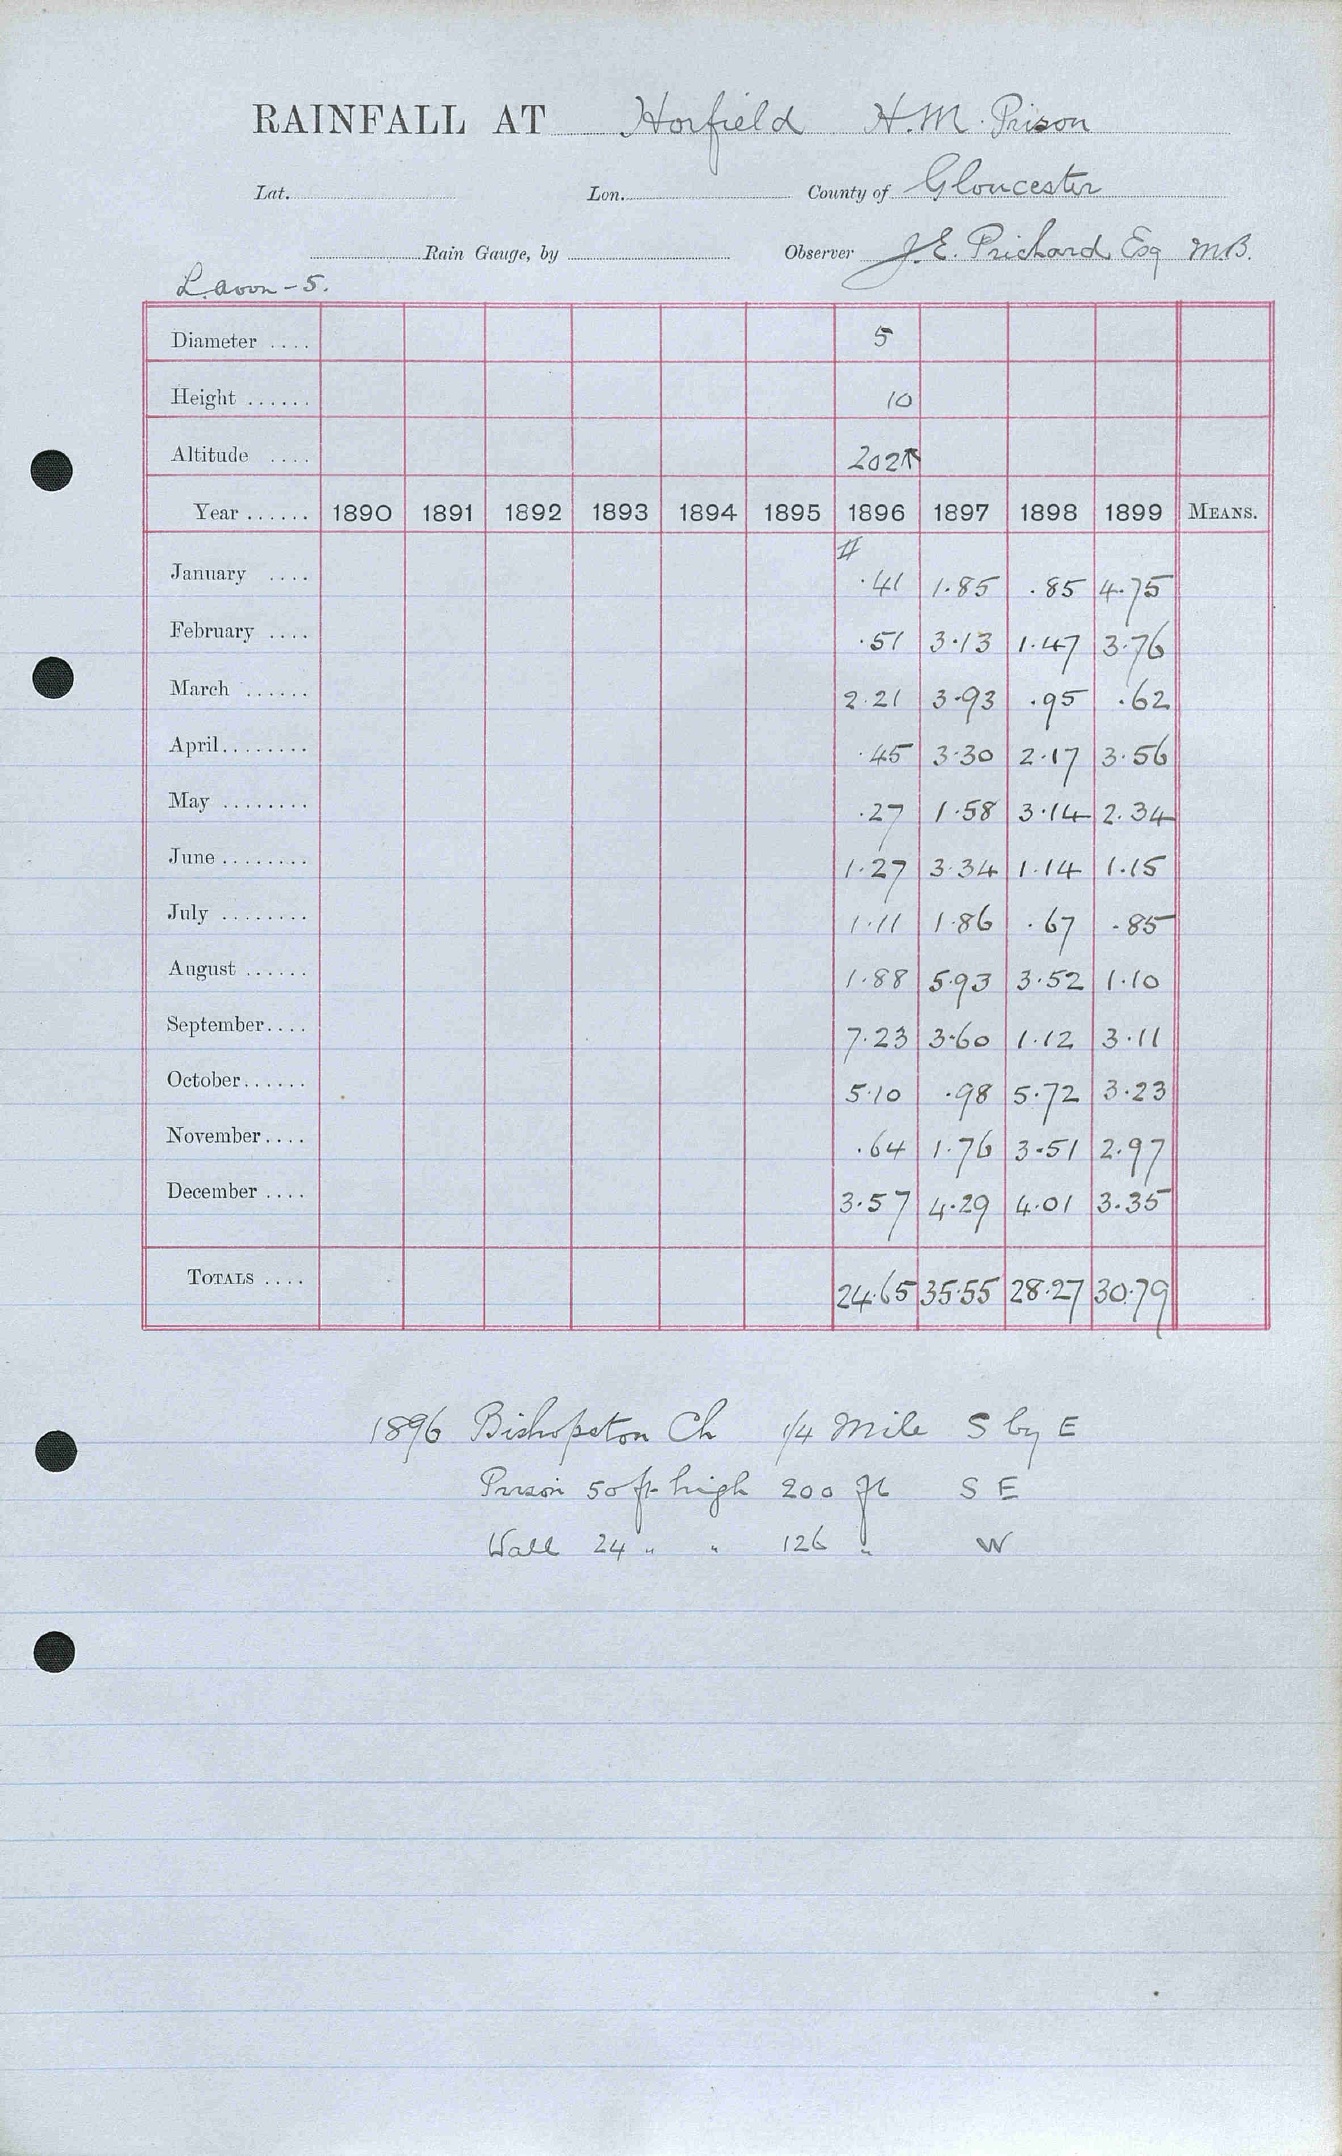 RAINFALL AT Horfield H.M. Prison
Lat. Lon. County of Gloucester
Rain Gauge, by Observer J.E. Prichard Esq M.B.
L. avon - 5.
Diameter .... 5
Height ...... 10
Altitude .... 202
Year ...... 1890 1891 1892 1893 1894 1895 1896 1897 1898 1899 MEANS.
#
January .... .41 1.85 .85 4.75
February .... .51 3.13 1.47 3.76
March ...... 2.21 3.93 .95 .62
April........ .45 3.30 2.17 3.56
May ........ .27 1.58 3.14 2.34
June ........ 1.27 3.34 1.14 1.15
July ........ 1.11 1.86 .67 .85
August ...... 1.88 5.93 3.52 1.10
September.... 7.23 3.60 1.12 3.11
October...... 5.10 .98 5.72 3.23
November.... .64 1.76 3.51 2.97
December .... 3.57 4.29 4.01 3.35
TOTALS .... 24.65 35.55 28.27 30.79
1896 Bishopston Ch 1/4 Mile S by E
Prison 50 ft high 200 ft S E
Wall 24 " " 126 " W